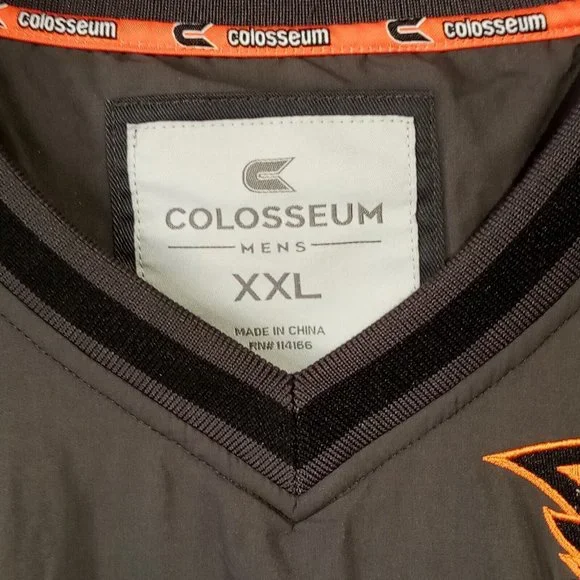 colosseum colosseum colosseum
COLOSSEUM
MENS
XXL
MADE IN CHINA
RN# 114166